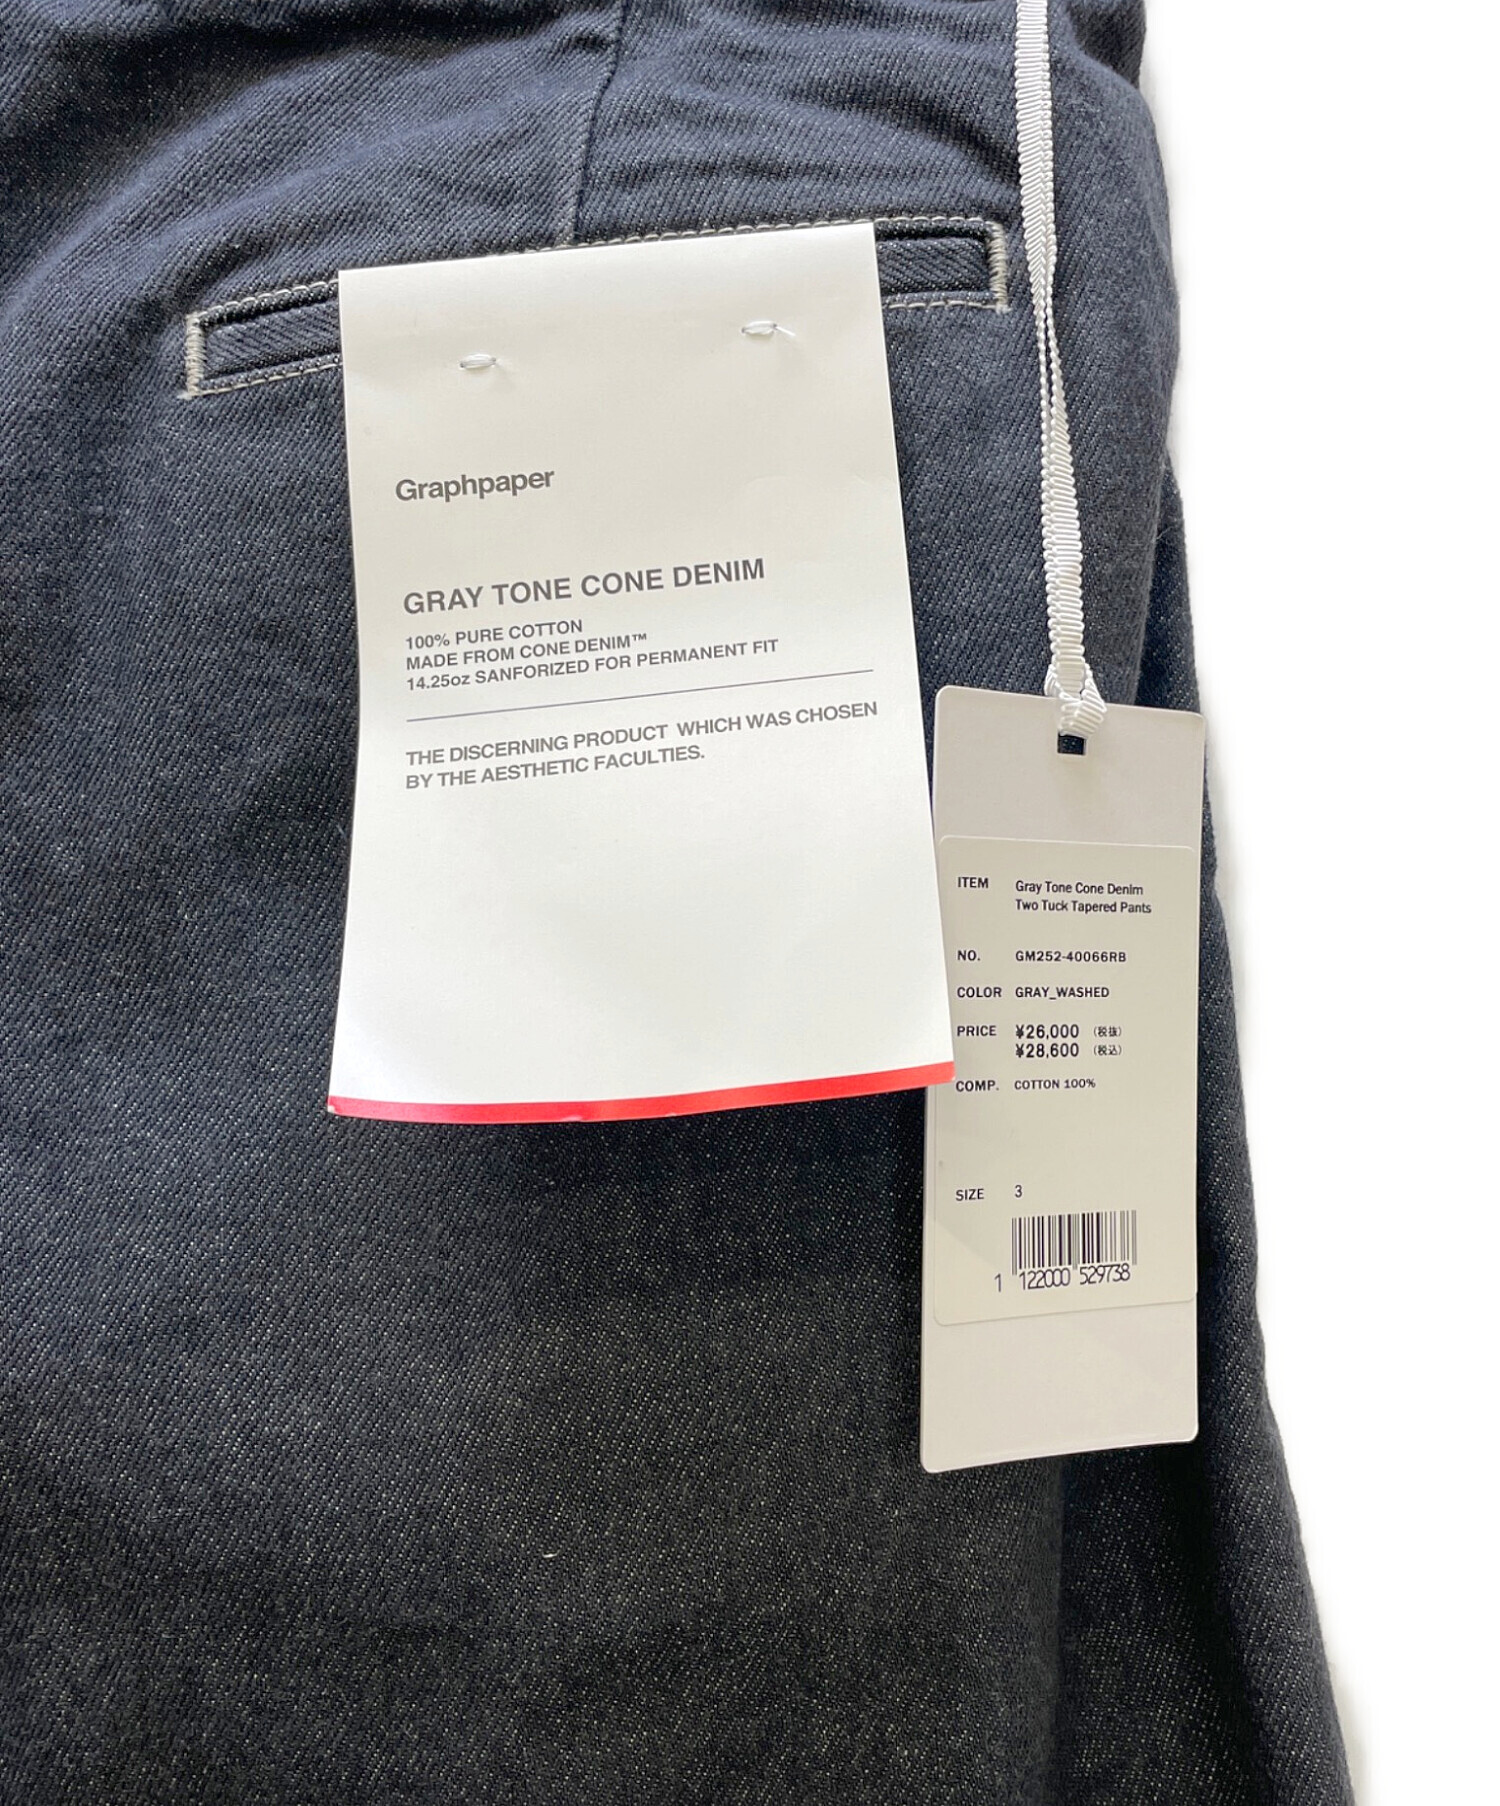 Graphpaper
GRAY TONE CONE DENIM
100% PURE COTTON
MADE FROM CONE DENIM™
14.25oz SANFORIZED FOR PERMANENT FIT
THE DISCERNING PRODUCT WHICH WAS CHOSEN
BY THE AESTHETIC FACULTIES.
ITEM Gray Tone Cone Denim
Two Tuck Tapered Pants
NO. GM252-40066RB
COLOR GRAY_WASHED
PRICE ¥26,000 (税抜)
¥28,600 (税込)
COMP. COTTON 100%
SIZE 3
1 122000 529738